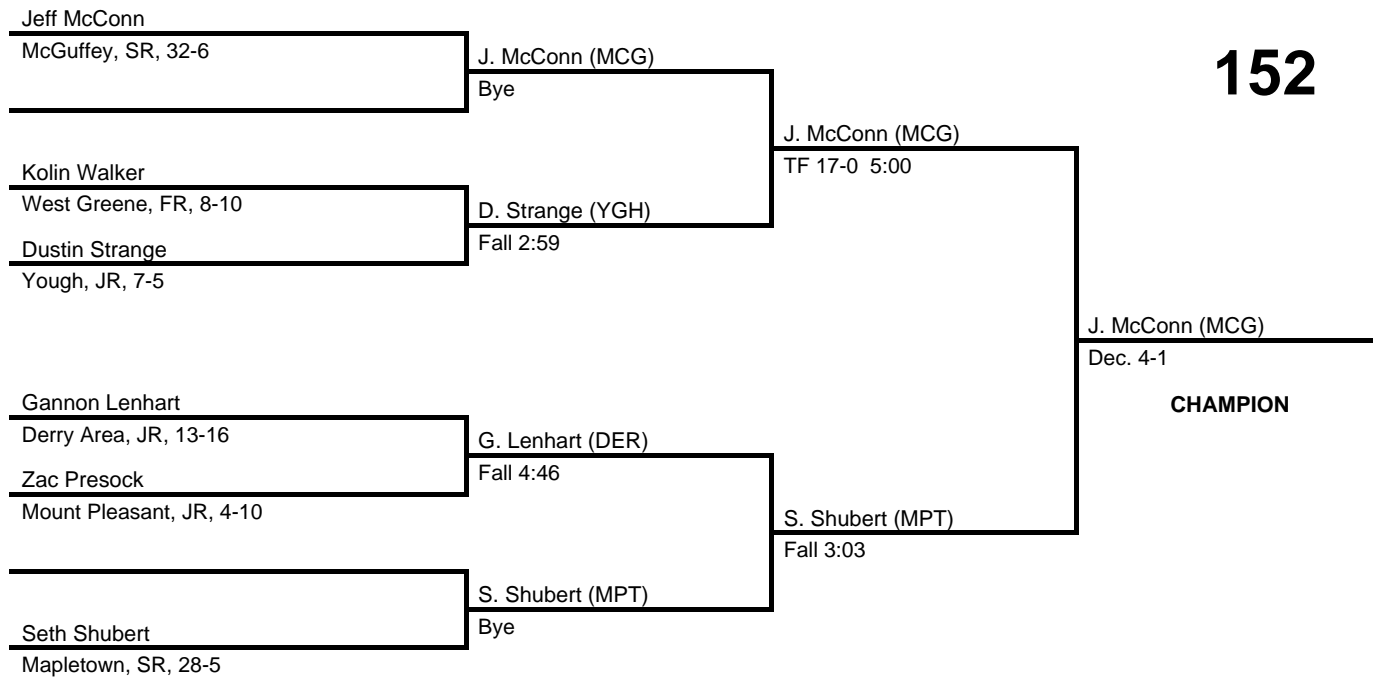 Jeff McConn
McGuffey, SR, 32-6
J. McConn (MCG)
Bye
152
J. McConn (MCG)
TF 17-0 5:00
Kolin Walker
West Greene, FR, 8-10
D. Strange (YGH)
Fall 2:59
Dustin Strange
Yough, JR, 7-5
J. McConn (MCG)
Dec. 4-1
CHAMPION
Gannon Lenhart
Derry Area, JR, 13-16
G. Lenhart (DER)
Fall 4:46
Zac Presock
Mount Pleasant, JR, 4-10
S. Shubert (MPT)
Fall 3:03
S. Shubert (MPT)
Bye
Seth Shubert
Mapletown, SR, 28-5